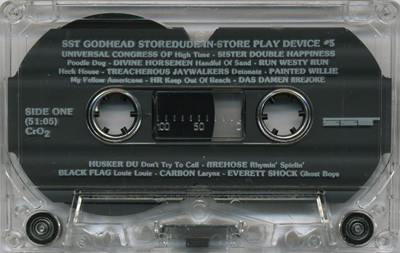 SST GODHEAD STOREDUDE IN-STORE PLAY DEVICE #5
UNIVERSAL CONGRESS OF High Time - SISTER DOUBLE HAPPINESS
Poodle Dog - DIVINE HORSEMEN Handful Of Sand - RUN WESTY RUN
Heck House - TREACHEROUS JAYWALKERS Detonate - PAINTED WILLIE
My Fellow Americans - HR Keep Out Of Reach - DAS DAMEN BREJOKE
SIDE ONE
(51:05)
CrO2
100 50
SST
HUSKER DU Don't Try To Call - FIREHOSE Rhymin' Spielin'
BLACK FLAG Louie Louie - CARBON Larynx - EVERETT SHOCK Ghost Boys